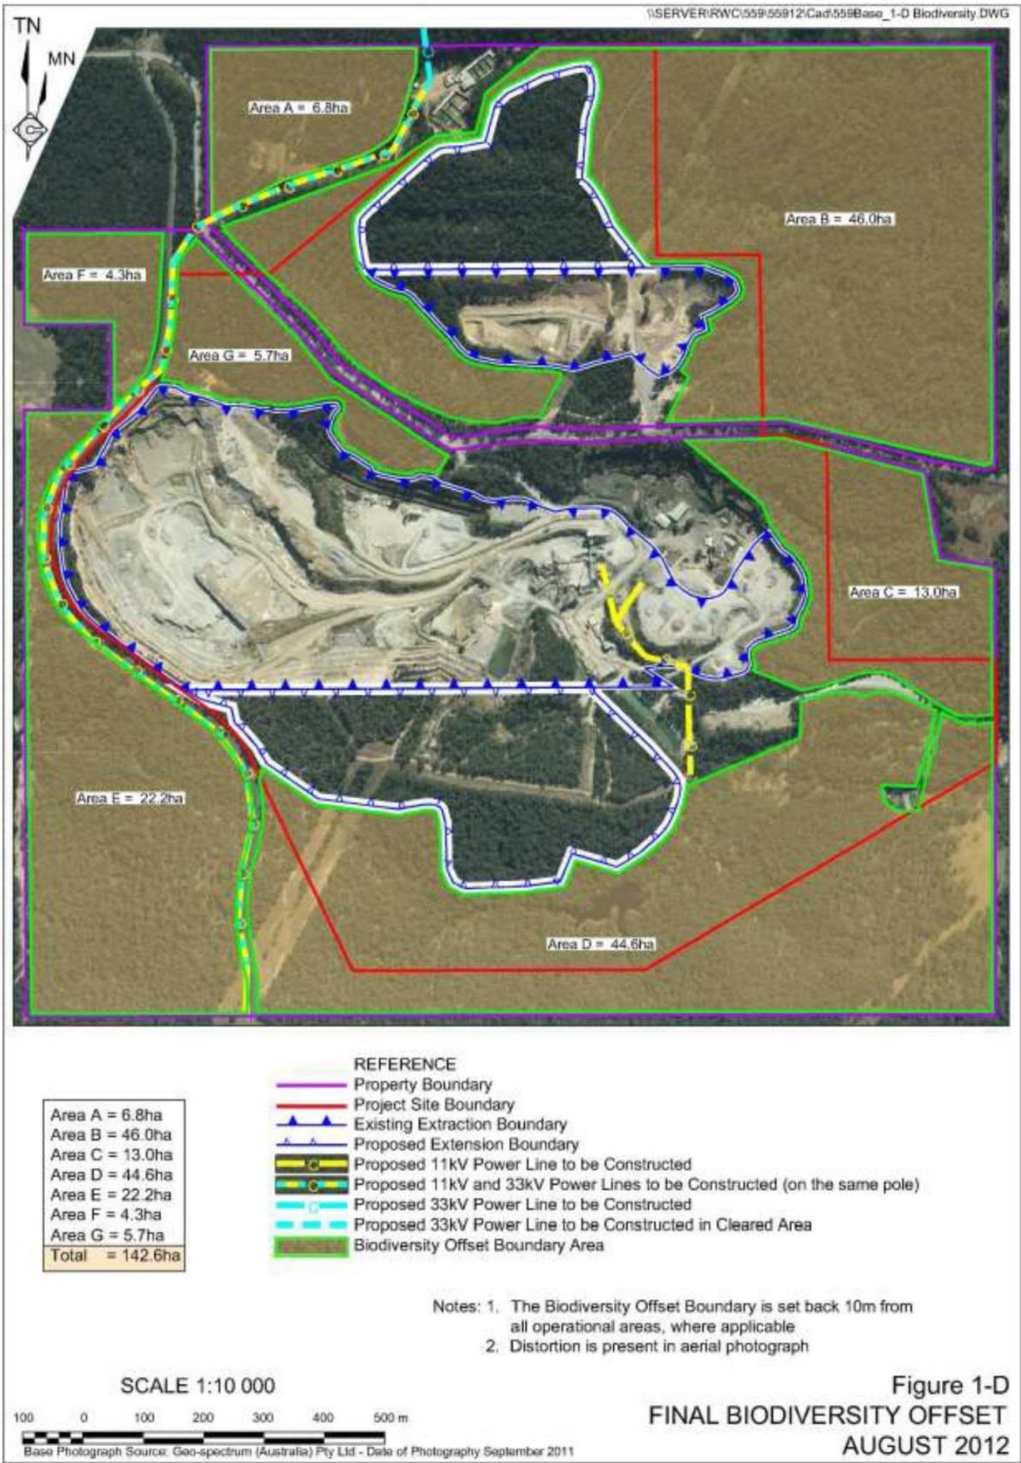 \\SERVER\RWC\559\55912\Cad\559Base_1-D Biodiversity.DWG
TN
MN
Area A = 6.8ha
Area B = 46.0ha
Area F = 4.3ha
Area G = 5.7ha
Area C = 13.0ha
Area E = 22.2ha
Area D = 44.6ha
REFERENCE
Property Boundary
Project Site Boundary
Existing Extraction Boundary
Proposed Extension Boundary
Proposed 11kV Power Line to be Constructed
Proposed 11kV and 33kV Power Lines to be Constructed (on the same pole)
Proposed 33kV Power Line to be Constructed
Proposed 33kV Power Line to be Constructed in Cleared Area
Biodiversity Offset Boundary Area
Area A = 6.8ha
Area B = 46.0ha
Area C = 13.0ha
Area D = 44.6ha
Area E = 22.2ha
Area F = 4.3ha
Area G = 5.7ha
Total = 142.6ha
Notes: 1. The Biodiversity Offset Boundary is set back 10m from
all operational areas, where applicable
2. Distortion is present in aerial photograph
SCALE 1:10 000
100 0 100 200 300 400 500 m
Base Photograph Source: Geo-spectrum (Australia) Pty Ltd - Date of Photography September 2011
Figure 1-D
FINAL BIODIVERSITY OFFSET
AUGUST 2012